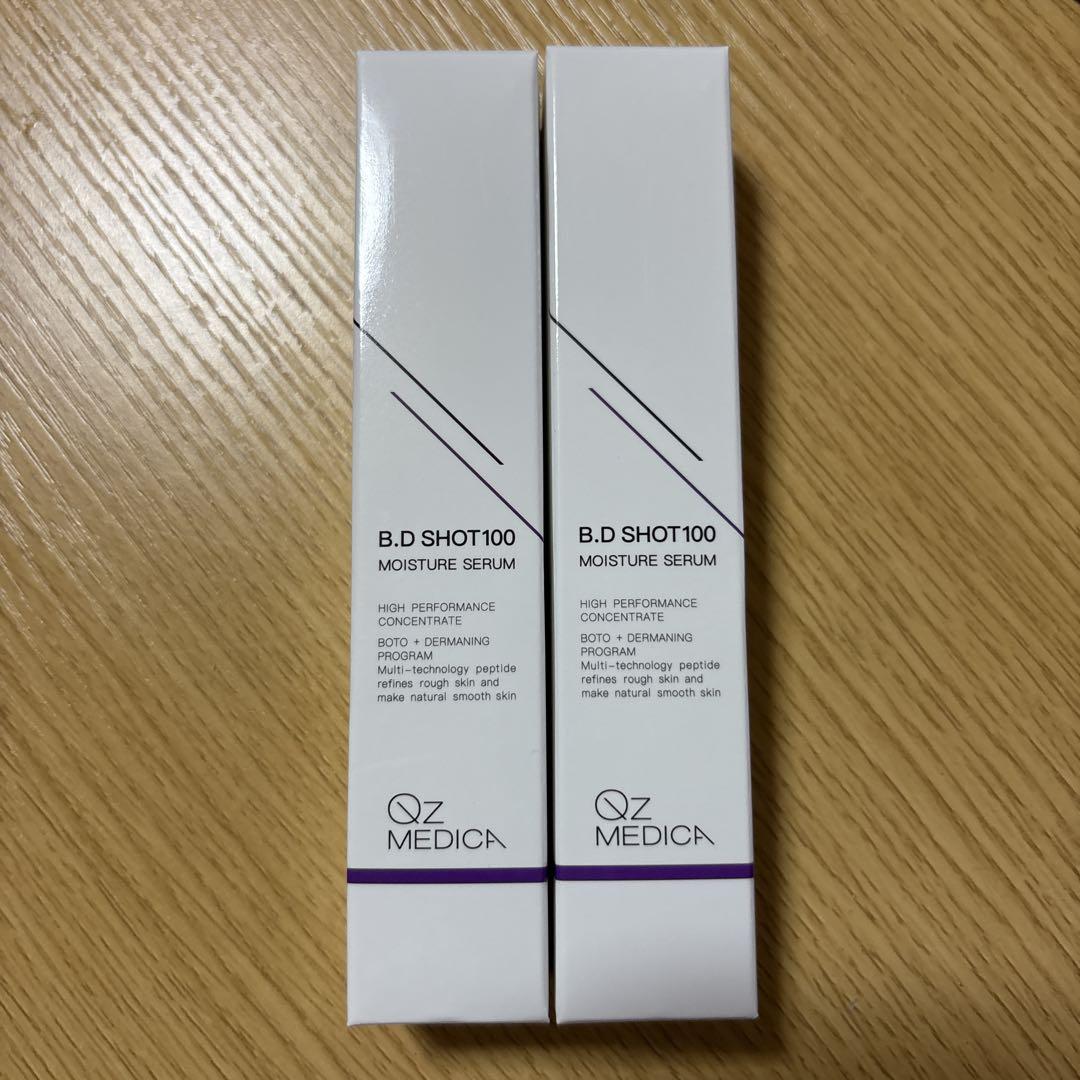 B.D SHOT100
MOISTURE SERUM
HIGH PERFORMANCE
CONCENTRATE
BOTO + DERMANING
PROGRAM
Multi-technology peptide
refines rough skin and
make natural smooth skin
Qz
MEDICA
B.D SHOT100
MOISTURE SERUM
HIGH PERFORMANCE
CONCENTRATE
BOTO + DERMANING
PROGRAM
Multi-technology peptide
refines rough skin and
make natural smooth skin
Qz
MEDICA